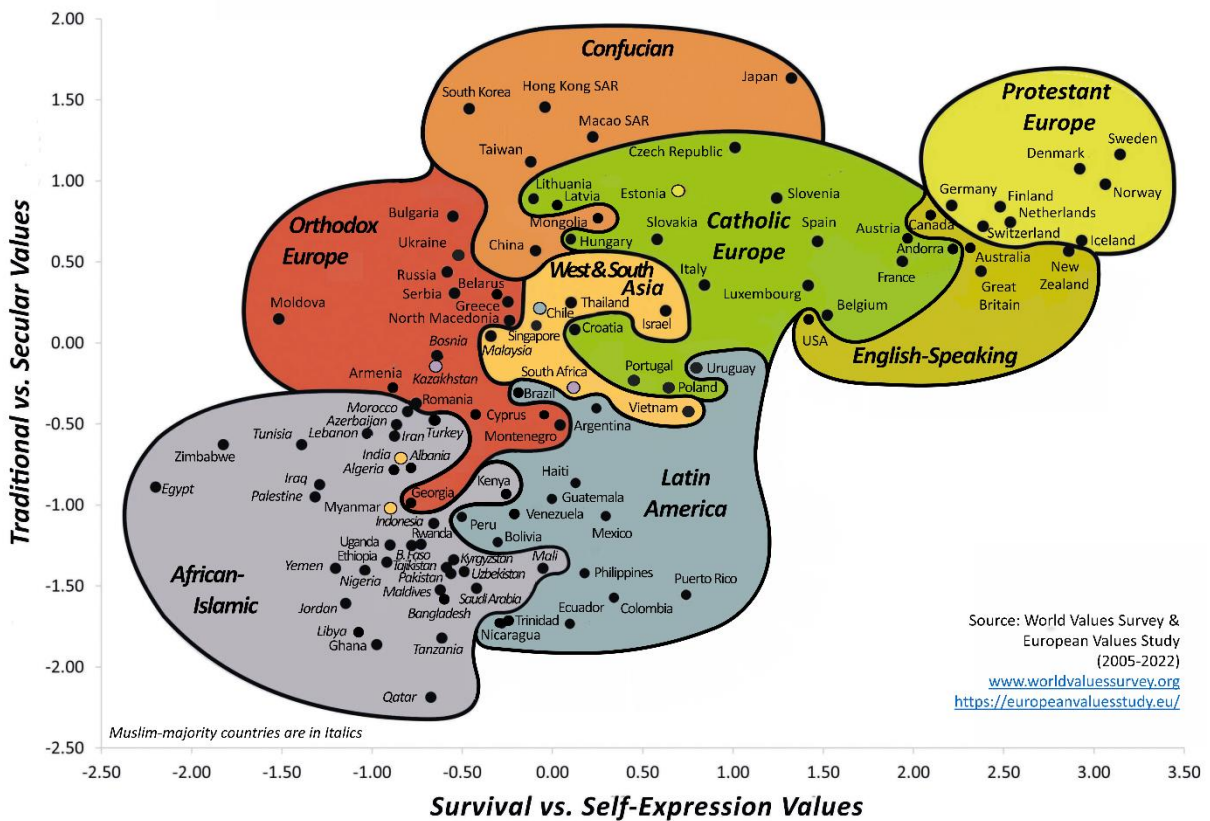 2.00
1.50
1.00
0.50
0.00
-0.50
-1.00
-1.50
-2.00
-2.50
Traditional vs. Secular Values
Confucian
Japan
Hong Kong SAR
South Korea
Macao SAR
Taiwan
Protestant
Europe
Sweden
Denmark
Norway
Germany
Finland
Netherlands
Switzerland
Iceland
Czech Republic
Lithuania
Latvia
Estonia
Slovenia
Mongolia
Hungary
Slovakia
Catholic
Europe
Spain
Austria
Canada
Andorra
France
Australia
Great
Britain
New
Zealand
Italy
Luxembourg
Belgium
USA
English-Speaking
China
Orthodox
Europe
Bulgaria
Ukraine
Russia
Belarus
Serbia
Greece
Moldova
North Macedonia
Bosnia
Kazakhstan
Armenia
Romania
West & South
Asia
Thailand
Chile
Israel
Singapore
Croatia
Malaysia
South Africa
Portugal
Poland
Uruguay
Vietnam
Brazil
Argentina
Cyprus
Montenegro
Morocco
Azerbaijan
Lebanon
Iran
Turkey
Tunisia
Zimbabwe
India
Albania
Algeria
Iraq
Egypt
Palestine
Georgia
Myanmar
Kenya
Haiti
Latin
America
Guatemala
Indonesia
Peru
Venezuela
Mexico
Rwanda
Bolivia
Uganda
B. Faso
Ethiopia
Kyrgyzstan
Mali
Yemen
Tajikistan
Nigeria
Pakistan
Uzbekistan
Philippines
African-
Islamic
Maldives
Saudi Arabia
Puerto Rico
Jordan
Bangladesh
Ecuador
Colombia
Trinidad
Nicaragua
Libya
Ghana
Tanzania
Qatar
Source: World Values Survey &
European Values Study
(2005-2022)
www.worldvaluessurvey.org
https://europeanvaluesstudy.eu/
Muslim-majority countries are in Italics
-2.50 -2.00 -1.50 -1.00 -0.50 0.00 0.50 1.00 1.50 2.00 2.50 3.00 3.50
Survival vs. Self-Expression Values